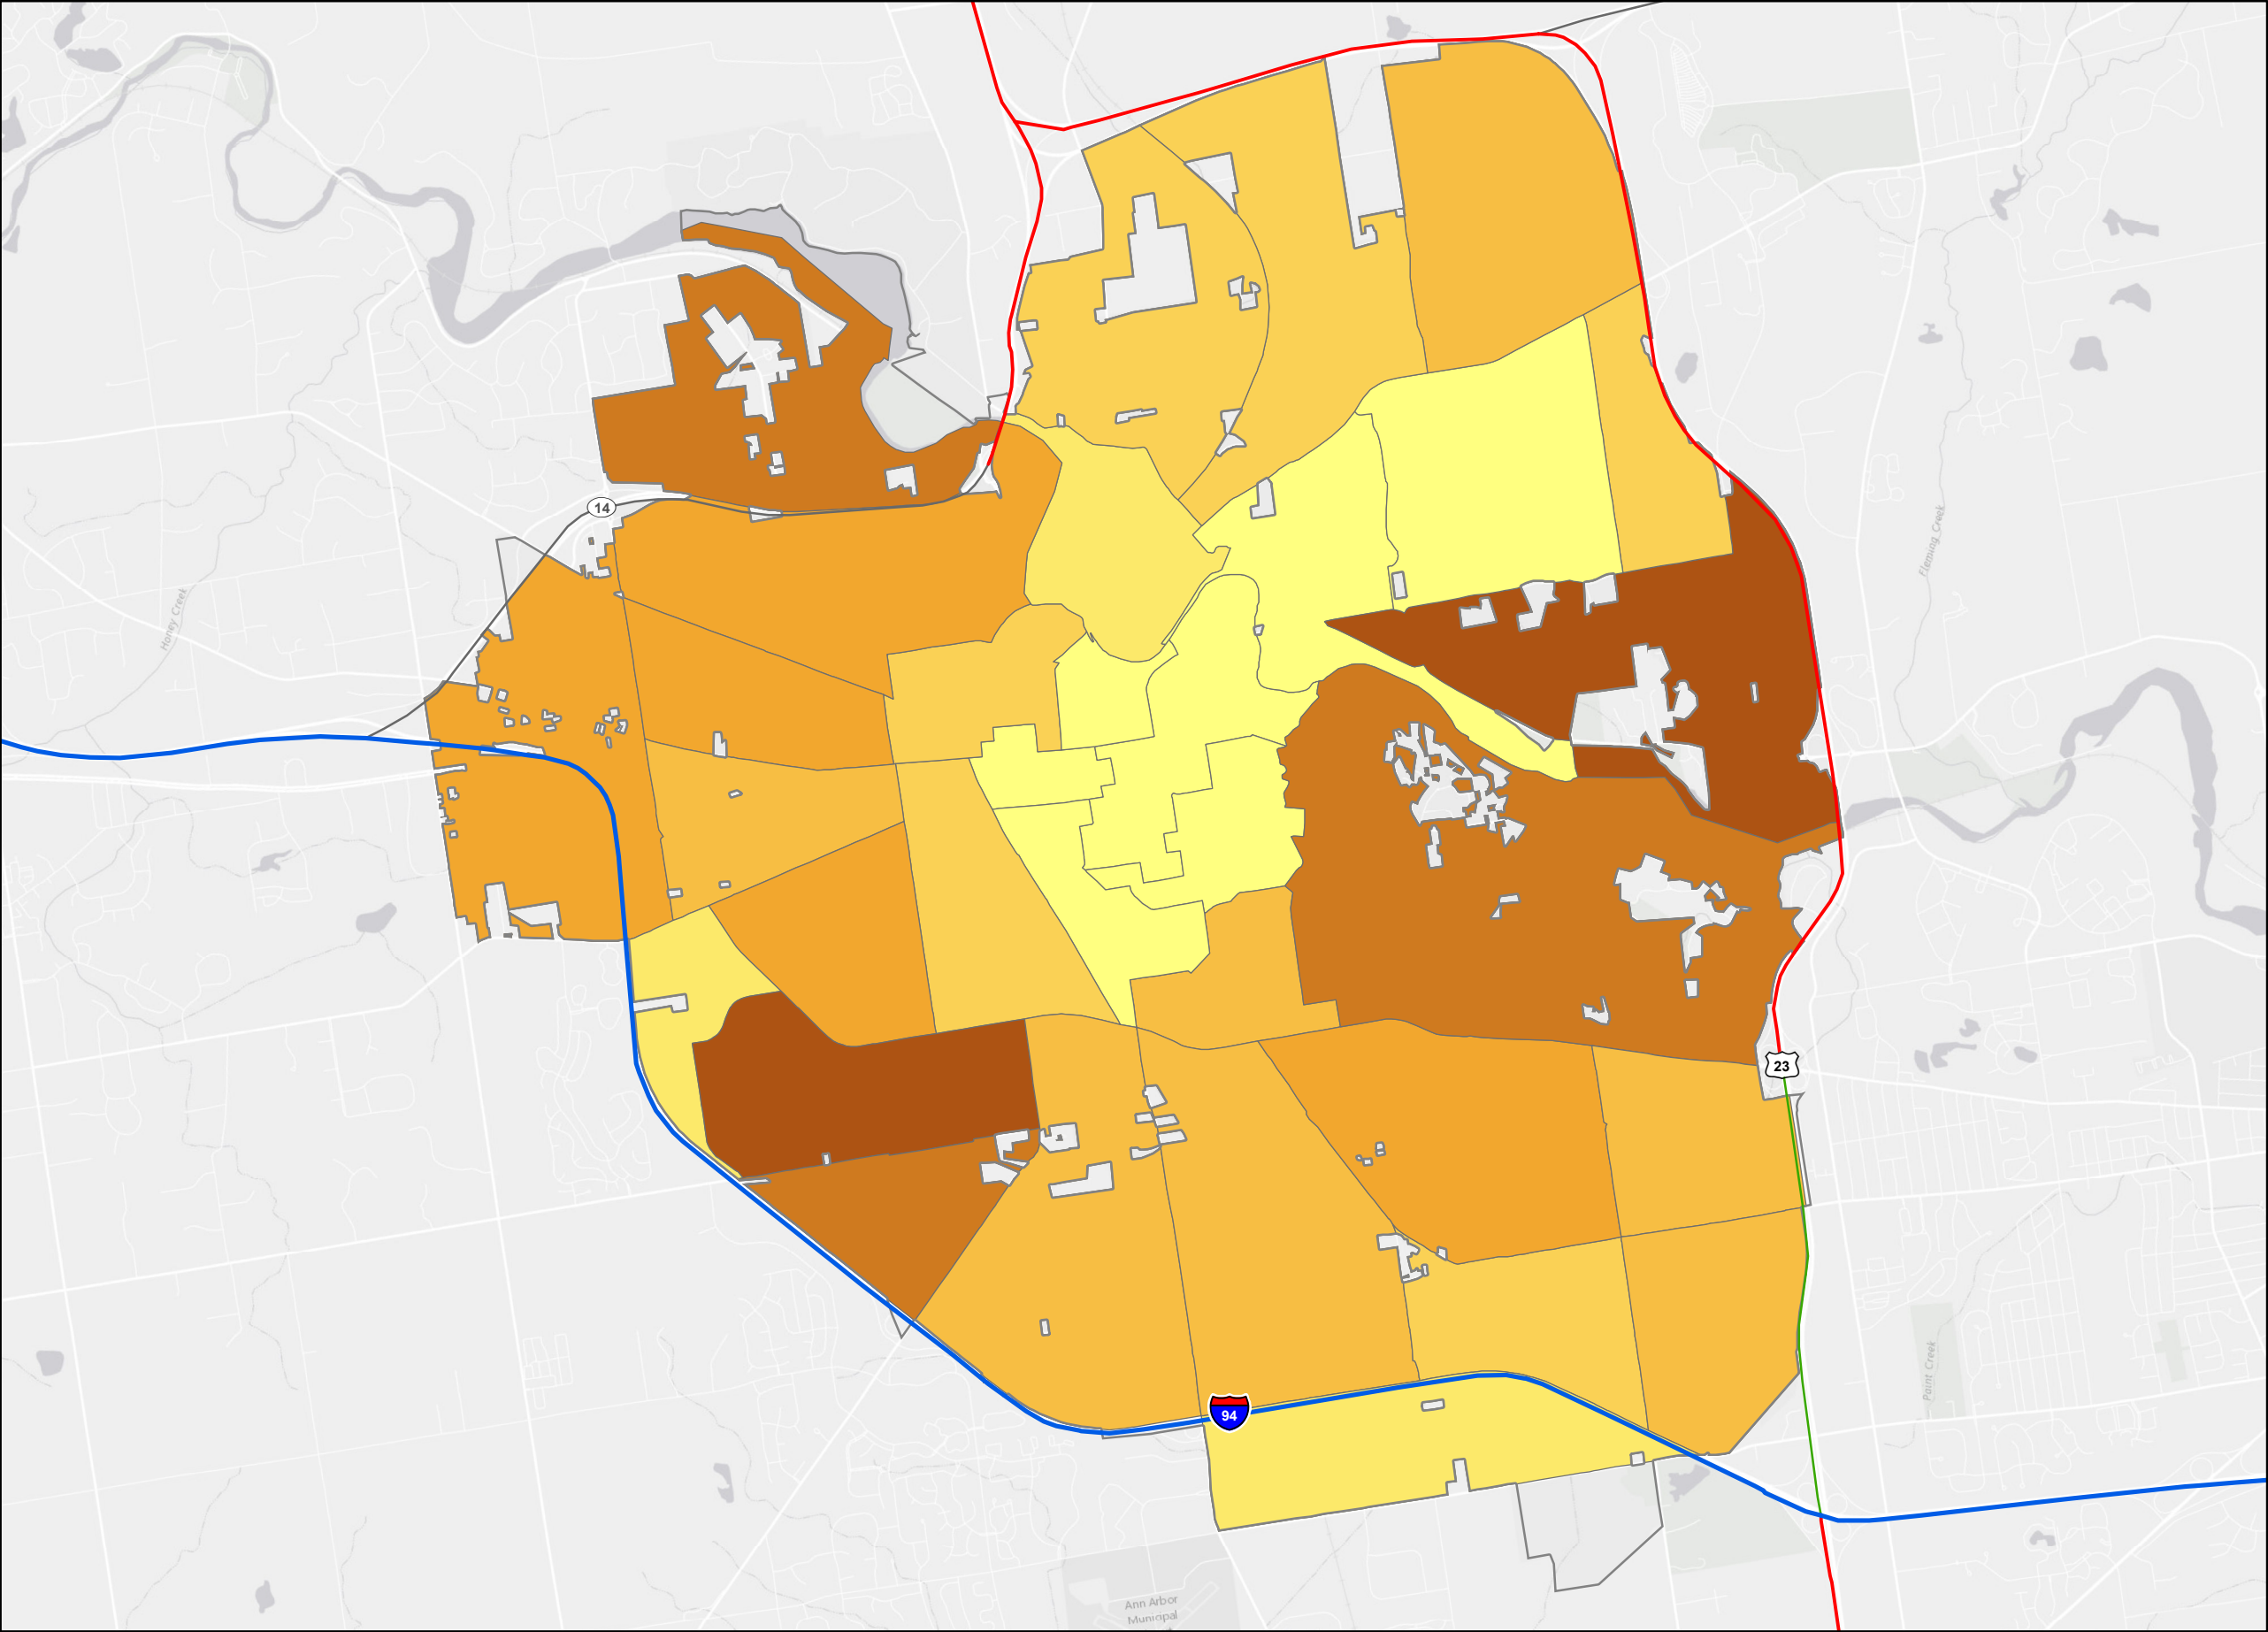 14
Honey Creek
Fleming Creek
23
Paint Creek
94
Ann Arbor
Municipal